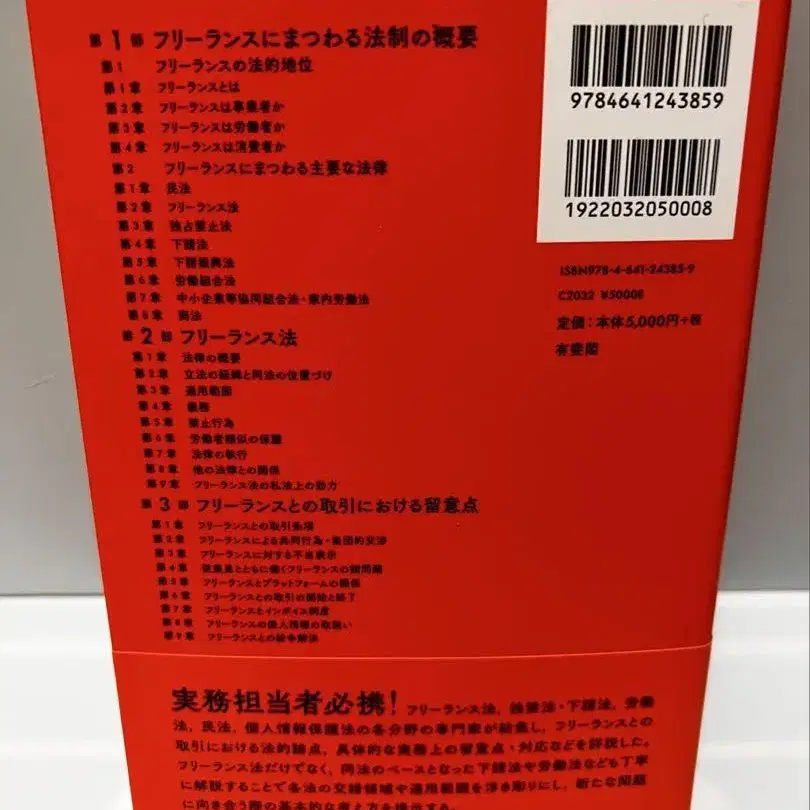 第1部 フリーランスにまつわる法制の概要
第1 フリーランスの法的地位
第1章 フリーランスとは
第2章 フリーランスは事業者か
第3章 フリーランスは労働者か
第4章 フリーランスは消費者か
第2 フリーランスにまつわる主要な法律
第1章 民法
第2章 フリーランス法
第3章 独占禁止法
第4章 下請法
第5章 下請振興法
第6章 労働組合法
第7章 中小企業等協同組合法・家内労働法
第8章 商法
第2部 フリーランス法
第1章 法律の概要
第2章 立法の経緯と同法の位置づけ
第3章 適用範囲
第4章 義務
第5章 禁止行為
第6章 労働者類似の保護
第7章 法律の執行
第8章 他の法律との関係
第9章 フリーランス法の私法上の効力
第3部 フリーランスとの取引における留意点
第1章 フリーランスとの取引条項
第2章 フリーランスによる共同行為・集団的交渉
第3章 フリーランスに対する不当表示
第4章 従業員とともに働くフリーランスの諸問題
第5章 フリーランスとプラットフォームの関係
第6章 フリーランスとの取引の開始と終了
第7章 フリーランスとインボイス制度
第8章 フリーランスの個人情報の取扱い
第9章 フリーランスとの紛争解決
9784641243859
1922032050008
ISBN978-4-641-24385-9
C2032 ¥5000E
定価:本体5,000円+税
有斐閣
実務担当者必携! フリーランス法,独禁法・下請法,労働
法,民法,個人情報保護法の各分野の専門家が結集し,フリーランスとの
取引における法的論点,具体的な実務上の留意点・対応などを詳説した。
フリーランス法だけでなく,同法のベースとなった下請法や労働法なども丁寧
に解説することで各法の交錯領域や適用範囲を浮き彫りにし,新たな問題
に向き合う際の基本的な考え方を提示する。